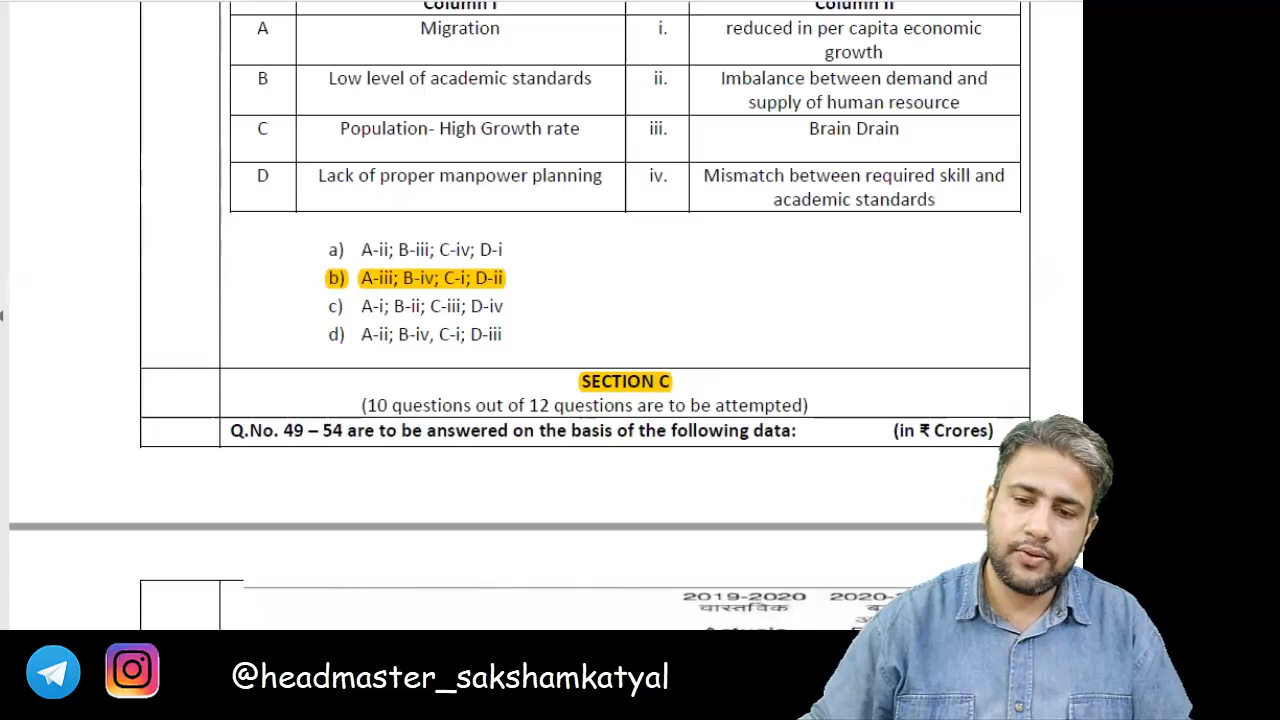 Column I Column II
A Migration i. reduced in per capita economic
growth
B Low level of academic standards ii. Imbalance between demand and
supply of human resource
C Population- High Growth rate iii. Brain Drain
D Lack of proper manpower planning iv. Mismatch between required skill and
academic standards
a) A-ii; B-iii; C-iv; D-i
b) A-iii; B-iv; C-i; D-ii
c) A-i; B-ii; C-iii; D-iv
d) A-ii; B-iv, C-i; D-iii
SECTION C
(10 questions out of 12 questions are to be attempted)
Q.No. 49 – 54 are to be answered on the basis of the following data: (in ₹ Crores)
2019-2020 2020-
वास्तविक
@headmaster_sakshamkatyal